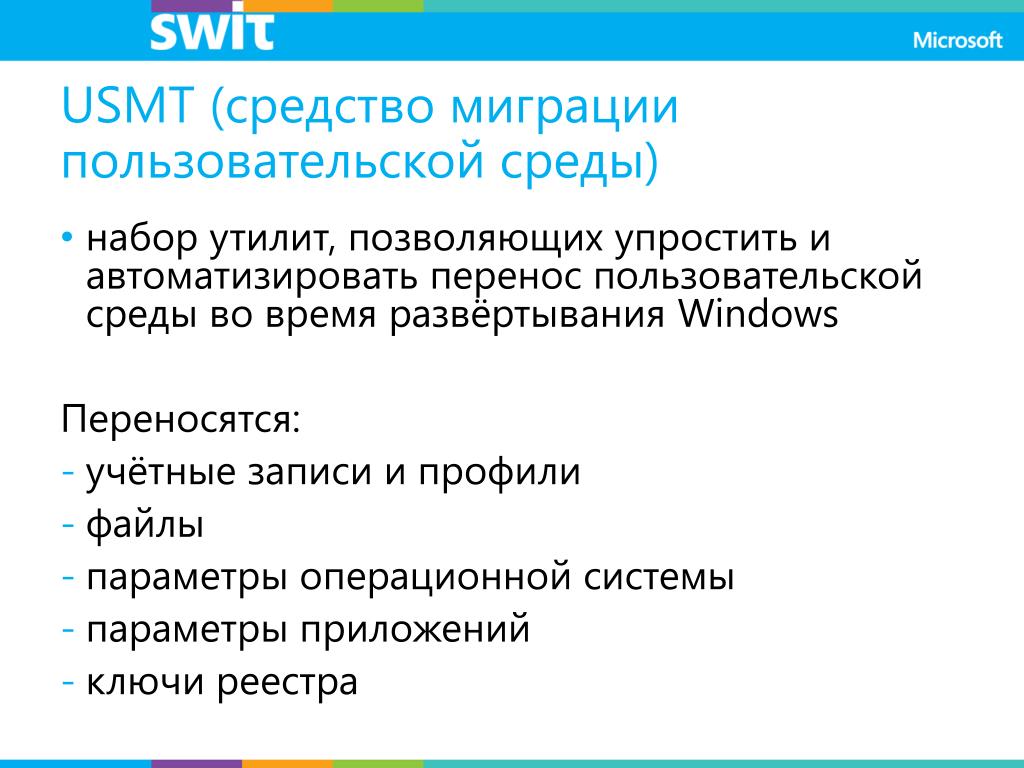 swit
Microsoft
USMT (средство миграции
пользовательской среды)
• набор утилит, позволяющих упростить и
автоматизировать перенос пользовательской
среды во время развёртывания Windows
Переносятся:
- учётные записи и профили
- файлы
- параметры операционной системы
- параметры приложений
- ключи реестра